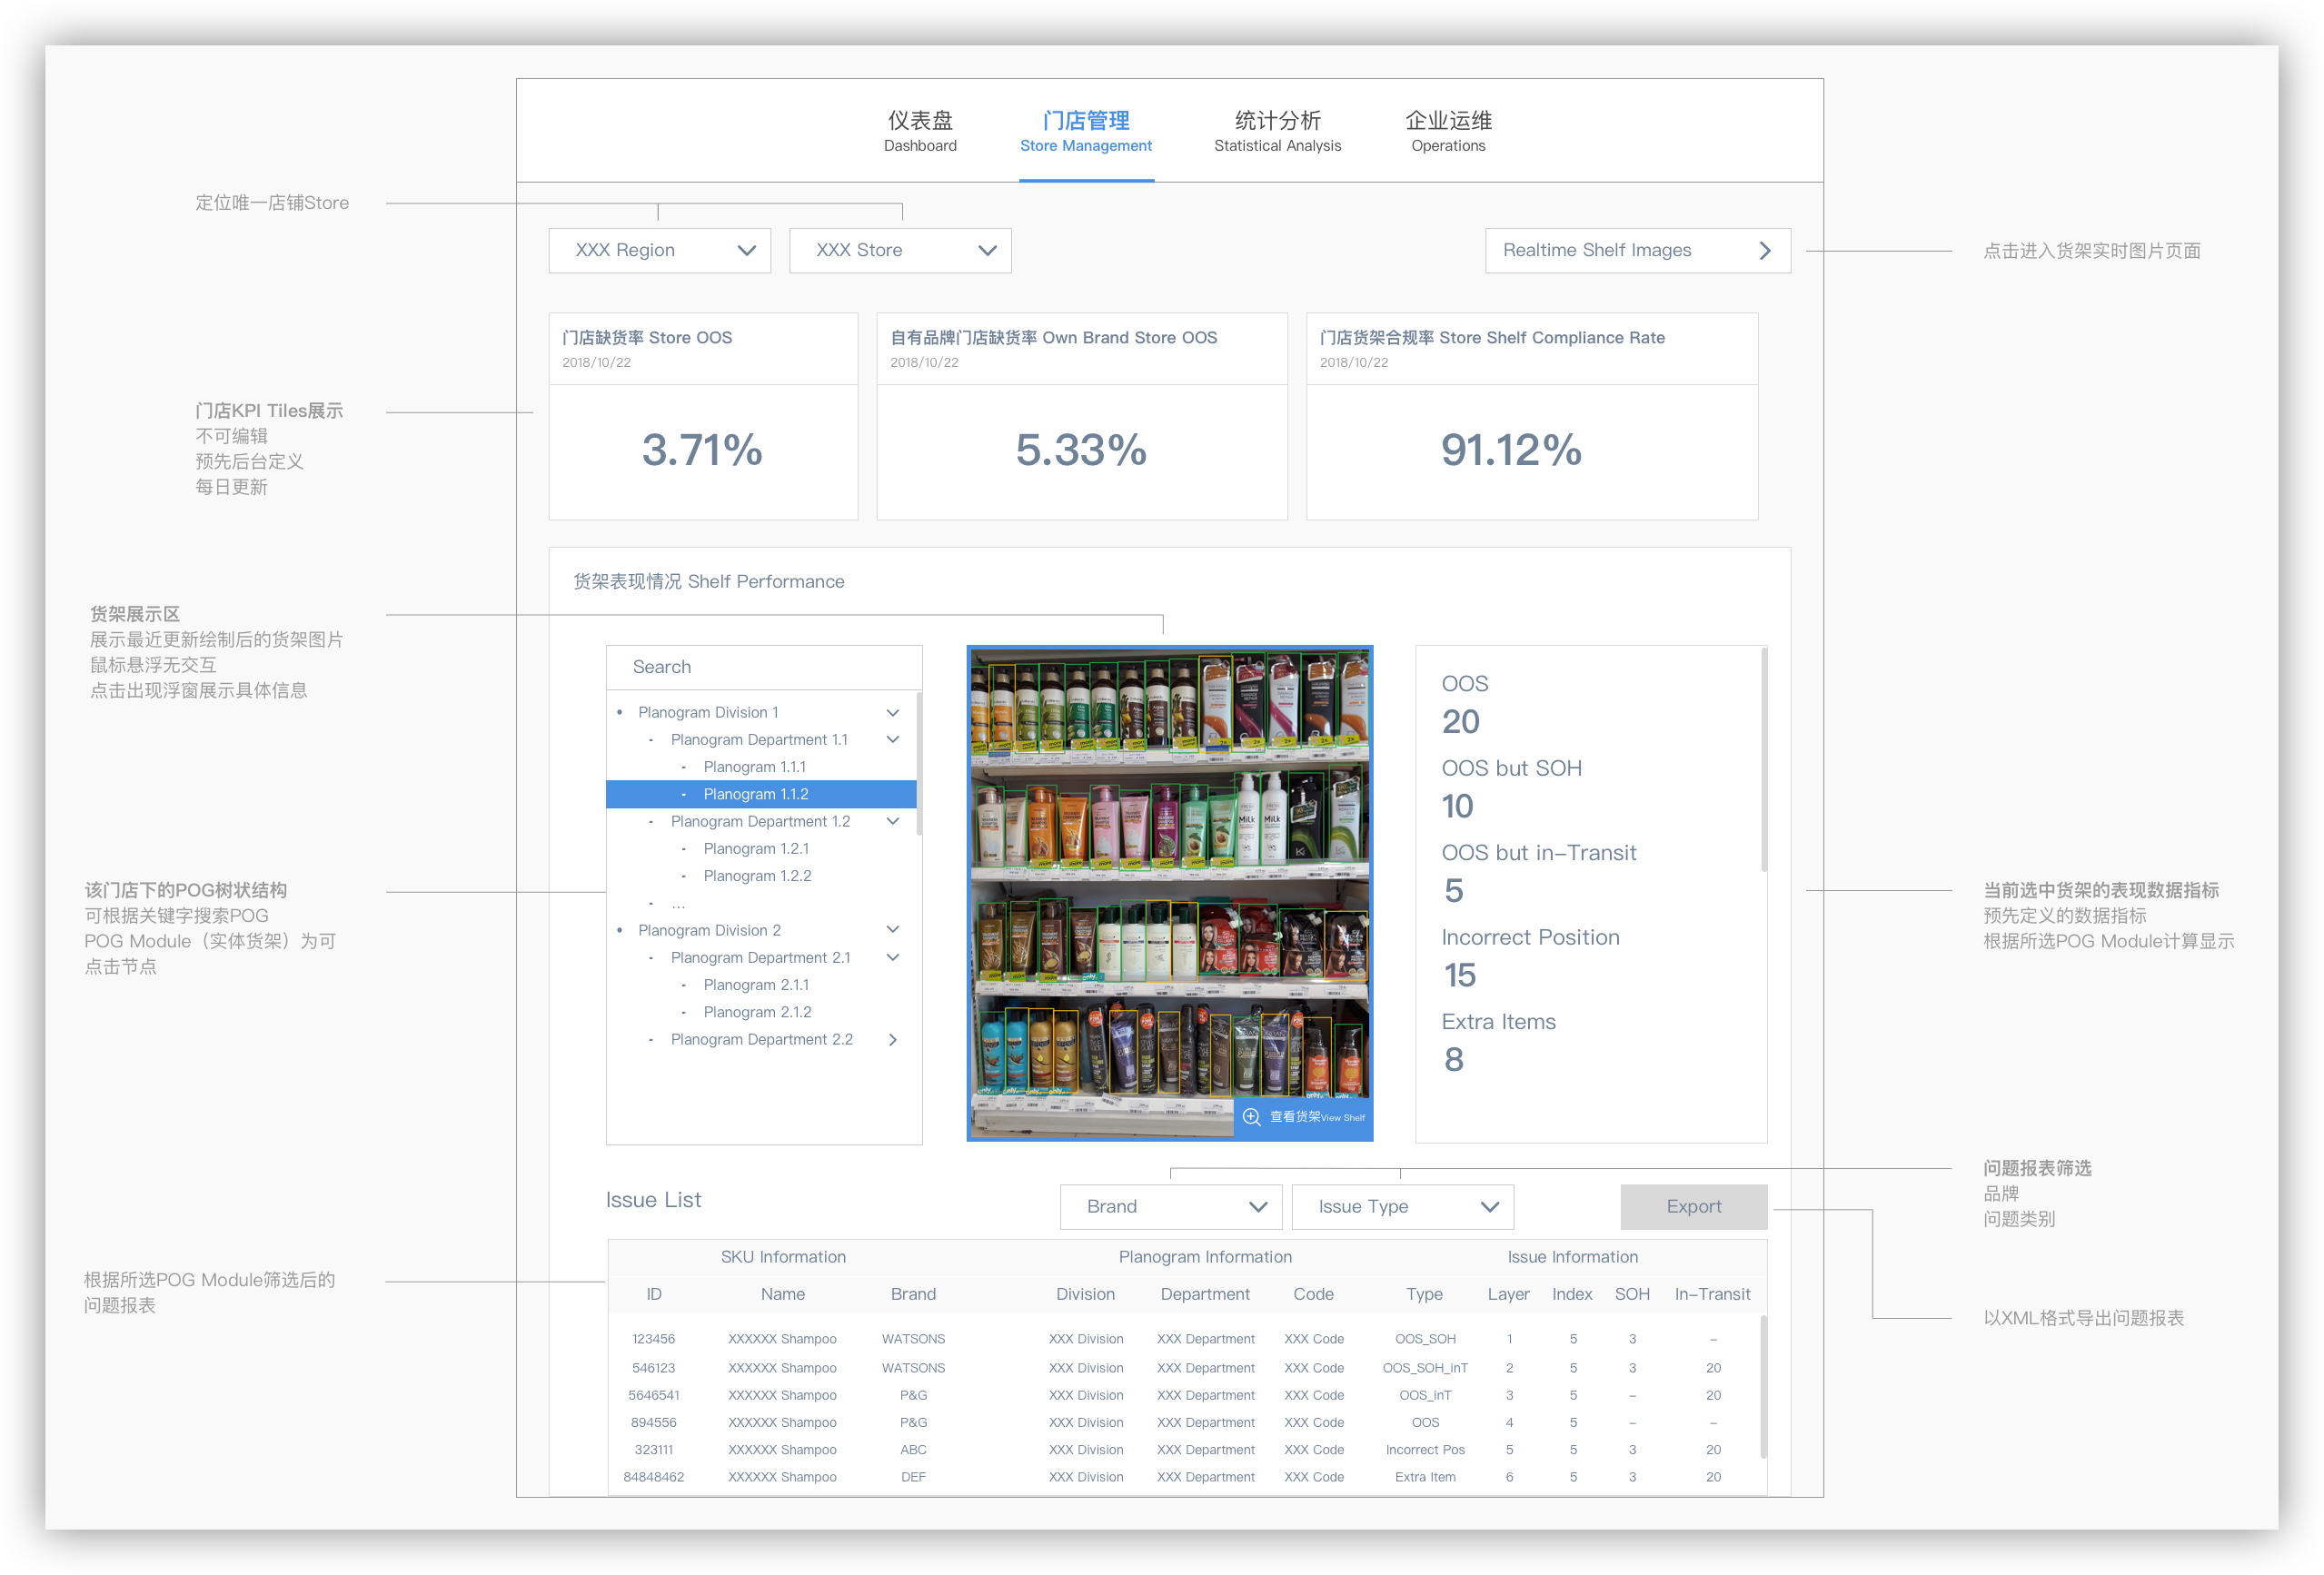 仪表盘
Dashboard
门店管理
Store Management
统计分析
Statistical Analysis
企业运维
Operations
定位唯一店铺Store
XXX Region
XXX Store
Realtime Shelf Images
点击进入货架实时图片页面
门店缺货率 Store OOS
2018/10/22
3.71%
自有品牌门店缺货率 Own Brand Store OOS
2018/10/22
5.33%
门店货架合规率 Store Shelf Compliance Rate
2018/10/22
91.12%
门店KPI Tiles展示
不可编辑
预先后台定义
每日更新
货架表现情况 Shelf Performance
货架展示区
展示最近更新绘制后的货架图片
鼠标悬浮无交互
点击出现浮窗展示具体信息
Search
• Planogram Division 1
- Planogram Department 1.1
- Planogram 1.1.1
- Planogram 1.1.2
- Planogram Department 1.2
- Planogram 1.2.1
- Planogram 1.2.2
- ...
• Planogram Division 2
- Planogram Department 2.1
- Planogram 2.1.1
- Planogram 2.1.2
- Planogram Department 2.2
该门店下的POG树状结构
可根据关键字搜索POG
POG Module（实体货架）为可
点击节点
Milk Milk
查看货架View Shelf
OOS
20
OOS but SOH
10
OOS but in-Transit
5
Incorrect Position
15
Extra Items
8
当前选中货架的表现数据指标
预先定义的数据指标
根据所选POG Module计算显示
Issue List
Brand
Issue Type
Export
问题报表筛选
品牌
问题类别
以XML格式导出问题报表
根据所选POG Module筛选后的
问题报表
SKU Information Planogram Information Issue Information
ID Name Brand Division Department Code Type Layer Index SOH In-Transit
123456 XXXXXX Shampoo WATSONS XXX Division XXX Department XXX Code OOS_SOH 1 5 3 -
546123 XXXXXX Shampoo WATSONS XXX Division XXX Department XXX Code OOS_SOH_inT 2 5 3 20
5646541 XXXXXX Shampoo P&G XXX Division XXX Department XXX Code OOS_inT 3 5 - 20
894556 XXXXXX Shampoo P&G XXX Division XXX Department XXX Code OOS 4 5 - -
323111 XXXXXX Shampoo ABC XXX Division XXX Department XXX Code Incorrect Pos 5 5 3 20
84848462 XXXXXX Shampoo DEF XXX Division XXX Department XXX Code Extra Item 6 5 3 20